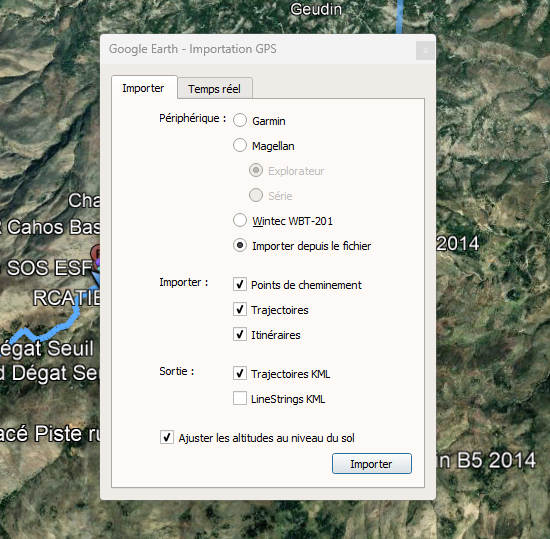 Geudin
Google Earth - Importation GPS
x
Importer
Temps réel
Périphérique :
Garmin
Magellan
Explorateur
Série
Wintec WBT-201
Importer depuis le fichier
Importer :
Points de cheminement
Trajectoires
Itinéraires
Sortie :
Trajectoires KML
LineStrings KML
Ajuster les altitudes au niveau du sol
Importer
Cha
R Cahos Bas
SOS ESF
RCATIE
égat Seuil
d Dégat Ser
acé Piste ru
2014
in B5 2014